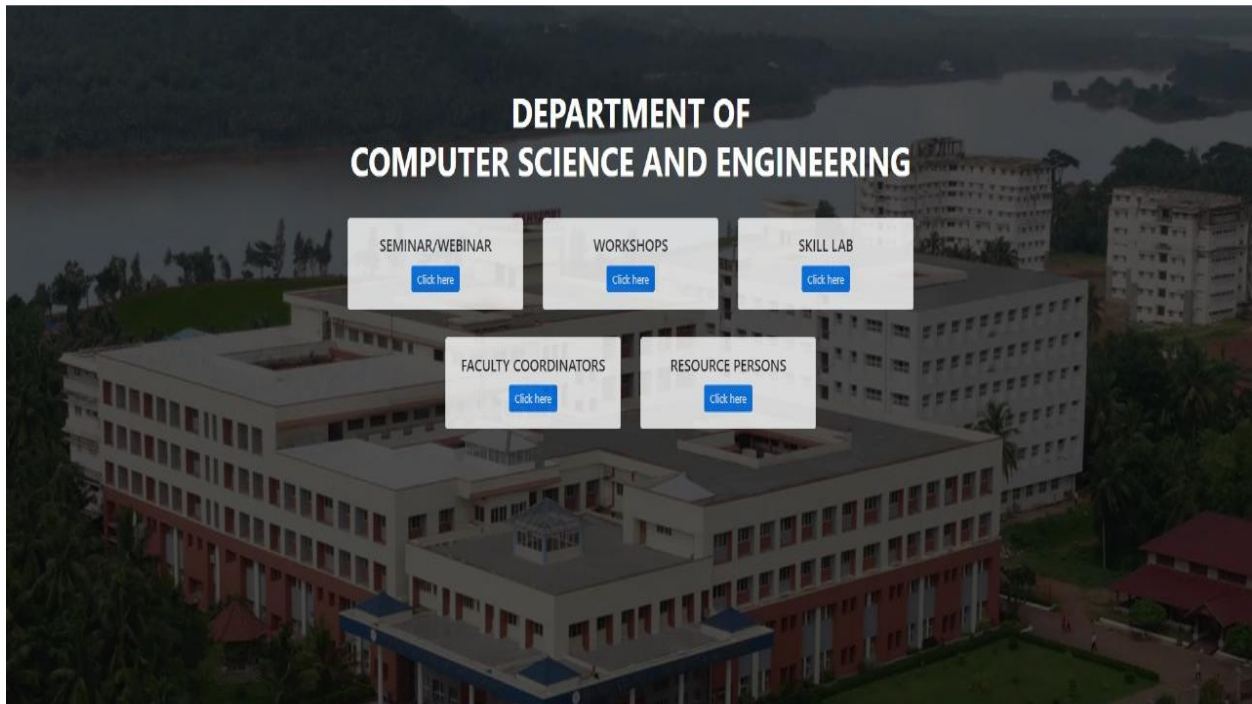 DEPARTMENT OF
COMPUTER SCIENCE AND ENGINEERING
SEMINAR/WEBINAR
Click here
WORKSHOPS
Click here
SKILL LAB
Click here
FACULTY COORDINATORS
Click here
RESOURCE PERSONS
Click here